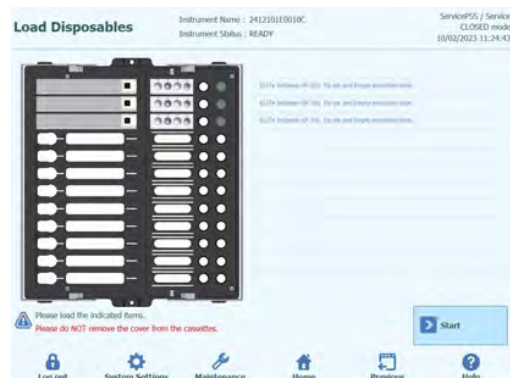 Load Disposables
Instrument Name : 2412101E0010C
Instrument Status : READY
ServicePSS / Service
CLOSED mode
10/02/2023 11:24:43
Please load the indicated items.
Please do NOT remove the cover from the cassettes.
Start
Log out
System Settings
Maintenance
Home
Previous
Help